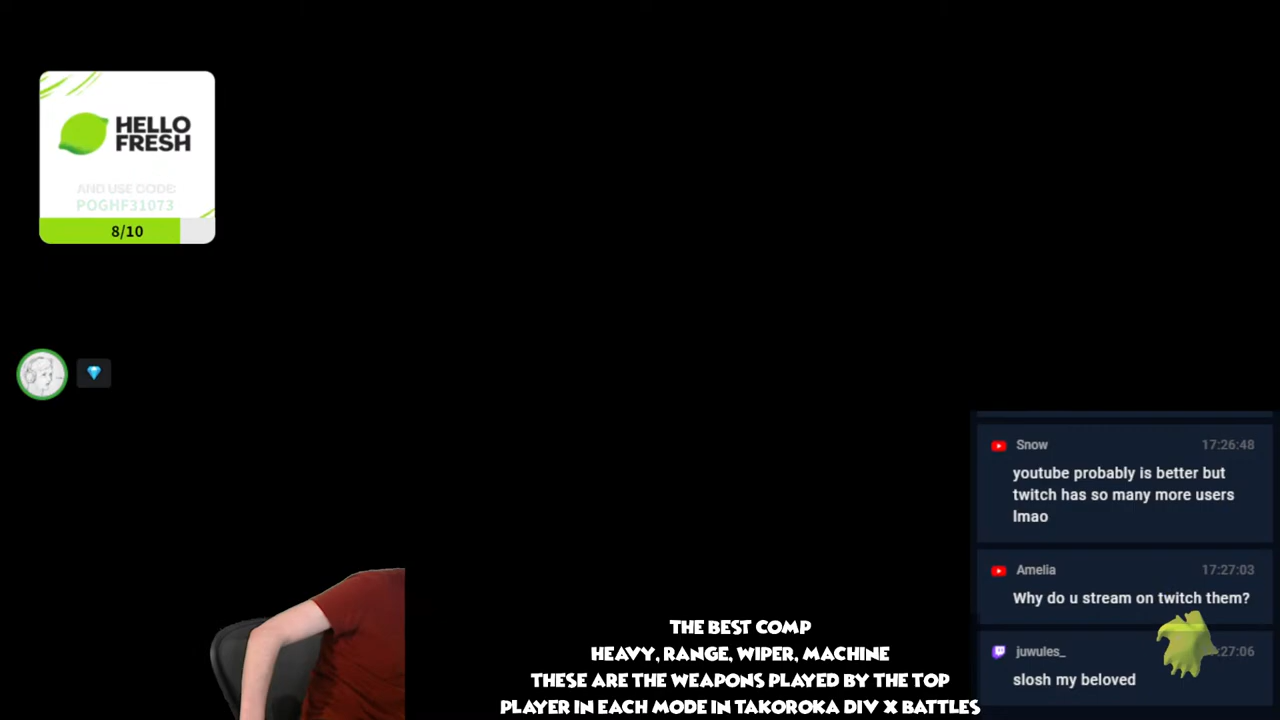 HELLO
FRESH
AND USE CODE:
POGHF31073
8/10
Snow 17:26:48
youtube probably is better but
twitch has so many more users
lmao
Amelia 17:27:03
Why do u stream on twitch them?
juwules_ :27:06
slosh my beloved
THE BEST COMP
HEAVY, RANGE, WIPER, MACHINE
THESE ARE THE WEAPONS PLAYED BY THE TOP
PLAYER IN EACH MODE IN TAKOROKA DIV X BATTLES